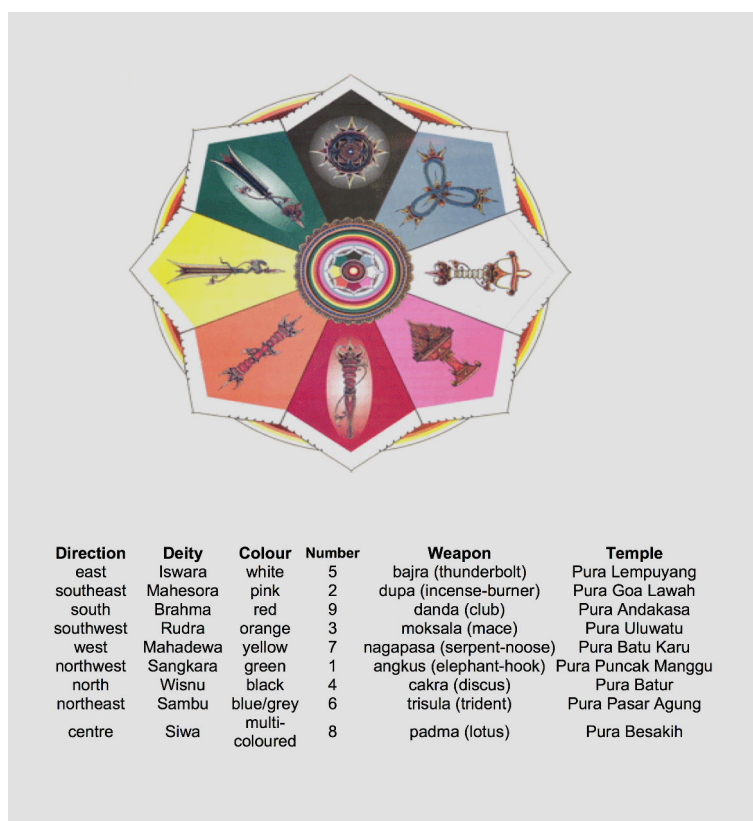 Direction Deity Colour Number Weapon Temple
east Iswara white 5 bajra (thunderbolt) Pura Lempuyang
southeast Mahesora pink 2 dupa (incense-burner) Pura Goa Lawah
south Brahma red 9 danda (club) Pura Andakasa
southwest Rudra orange 3 moksala (mace) Pura Uluwatu
west Mahadewa yellow 7 nagapasa (serpent-noose) Pura Batu Karu
northwest Sangkara green 1 angkus (elephant-hook) Pura Puncak Manggu
north Wisnu black 4 cakra (discus) Pura Batur
northeast Sambu blue/grey 6 trisula (trident) Pura Pasar Agung
centre Siwa multi-
coloured 8 padma (lotus) Pura Besakih